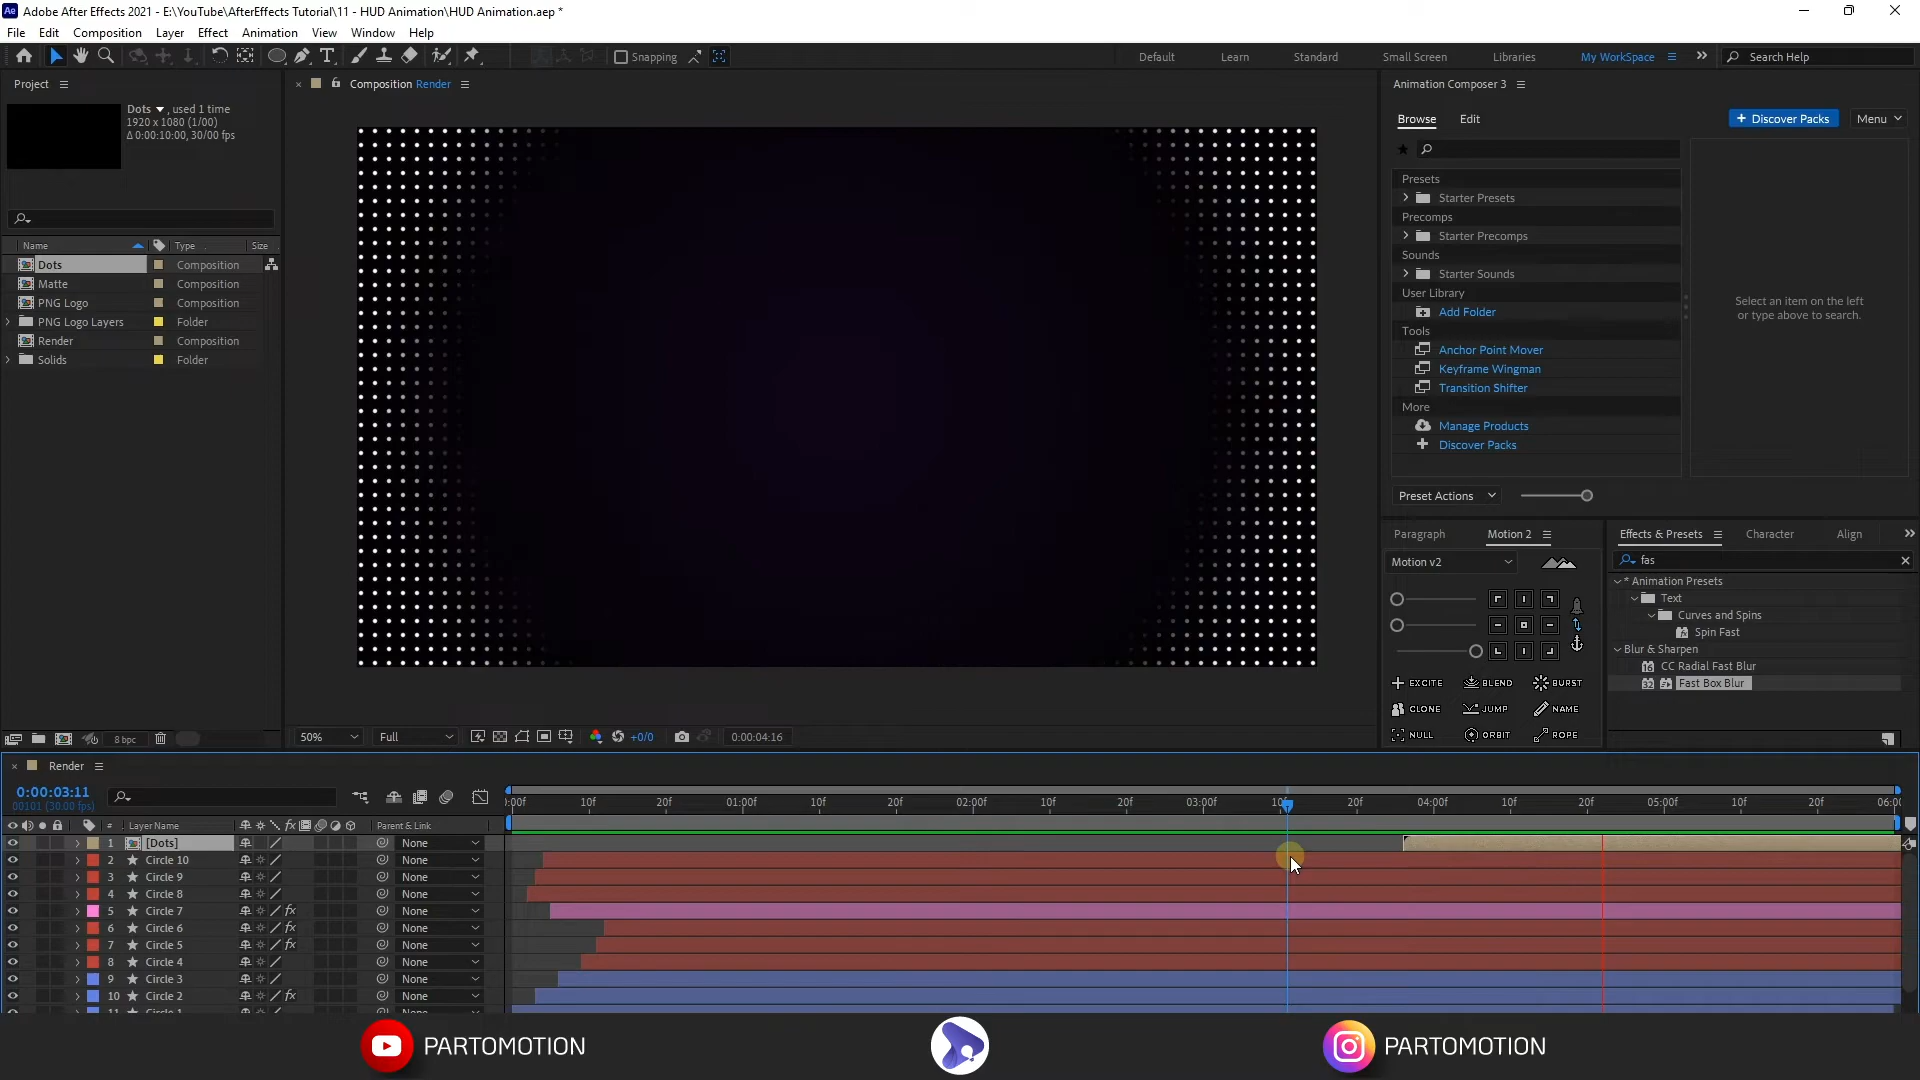 Ae Adobe After Effects 2021 - E:\YouTube\AfterEffects Tutorial\11 - HUD Animation\HUD Animation.aep *
File Edit Composition Layer Effect Animation View Window Help
Snapping
Default Learn Standard Small Screen Libraries My WorkSpace Search Help
Project
Dots , used 1 time
1920 x 1080 (1/00)
Δ 0:00:10:00, 30/00 fps
Name Type Size
Dots Composition
Matte Composition
PNG Logo Composition
PNG Logo Layers Folder
Render Composition
Solids Folder
8 bpc
Composition Render
50% Full +0/0 0:00:04:16
Animation Composer 3
Browse Edit + Discover Packs Menu
Presets
Starter Presets
Precomps
Starter Precomps
Sounds
Starter Sounds
User Library
Add Folder
Tools
Anchor Point Mover
Keyframe Wingman
Transition Shifter
More
Manage Products
Discover Packs
Select an item on the left
or type above to search.
Preset Actions
Paragraph Motion 2
Motion v2
EXCITE BLEND BURST
CLONE JUMP NAME
NULL ORBIT ROPE
Effects & Presets Character Align
fas
* Animation Presets
Text
Curves and Spins
Spin Fast
Blur & Sharpen
CC Radial Fast Blur
Fast Box Blur
Render
0:00:03:11
00101 (30.00 fps)
):00f 10f 20f 01:00f 10f 20f 02:00f 10f 20f 03:00f 10f 20f 04:00f 10f 20f 05:00f 10f 20f 06:00
# Layer Name Parent & Link
1 [Dots] None
2 Circle 10 None
3 Circle 9 None
4 Circle 8 None
5 Circle 7 fx None
6 Circle 6 fx None
7 Circle 5 fx None
8 Circle 4 None
9 Circle 3 None
10 Circle 2 fx None
11 Circle 1 None
PARTOMOTION
PARTOMOTION